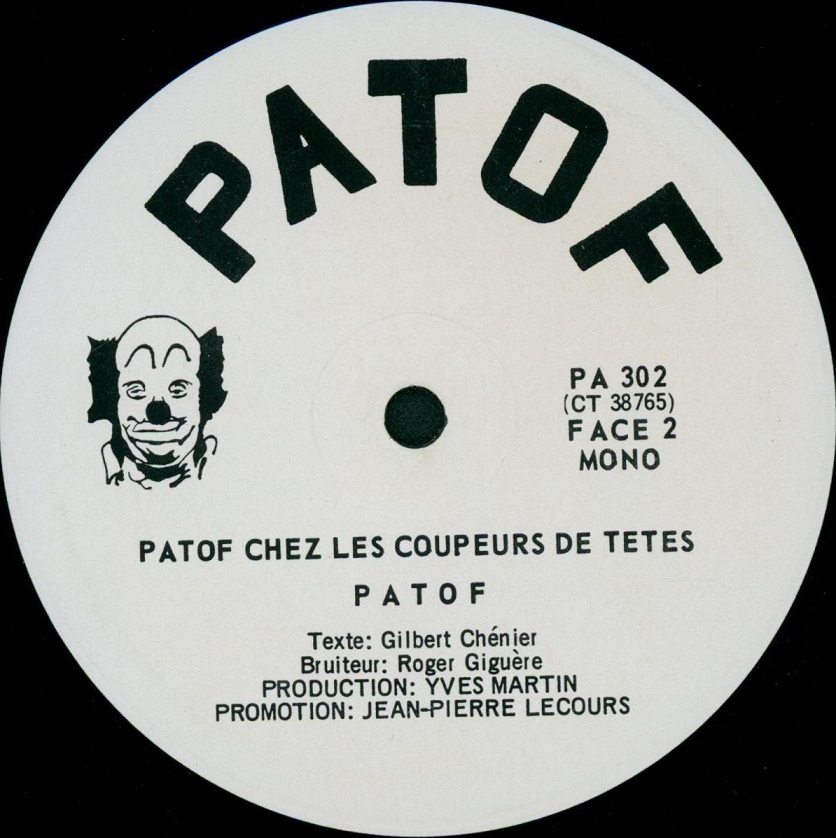 PATOF
PA 302
(CT 38765)
FACE 2
MONO
PATOF CHEZ LES COUPEURS DE TETES
PATOF
Texte: Gilbert Chénier
Bruiteur: Roger Giguère
PRODUCTION: YVES MARTIN
PROMOTION: JEAN-PIERRE LECOURS